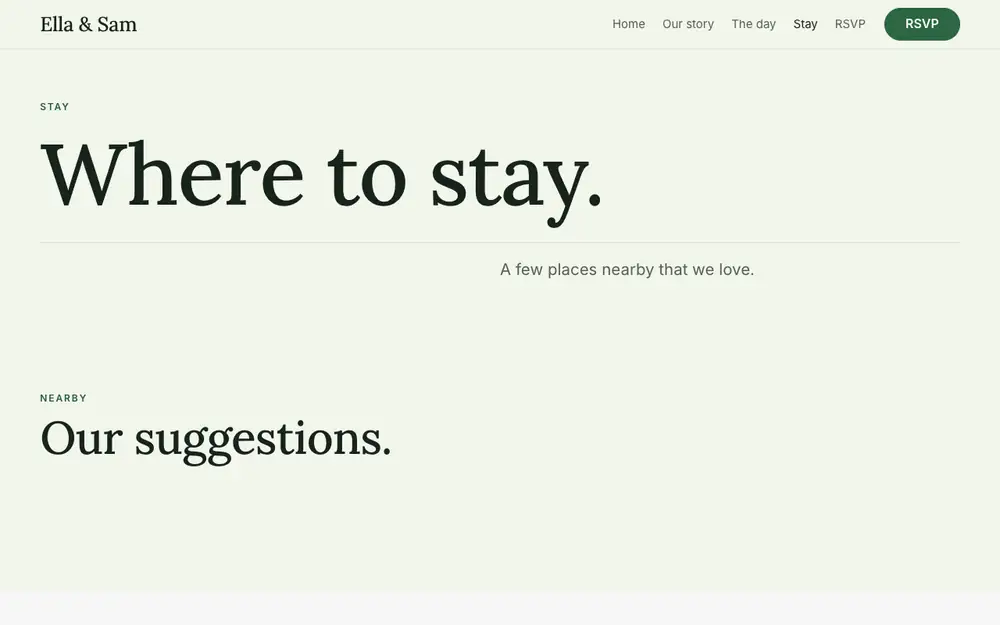 Ella & Sam
Home Our story The day Stay RSVP RSVP
STAY
Where to stay.
A few places nearby that we love.
NEARBY
Our suggestions.